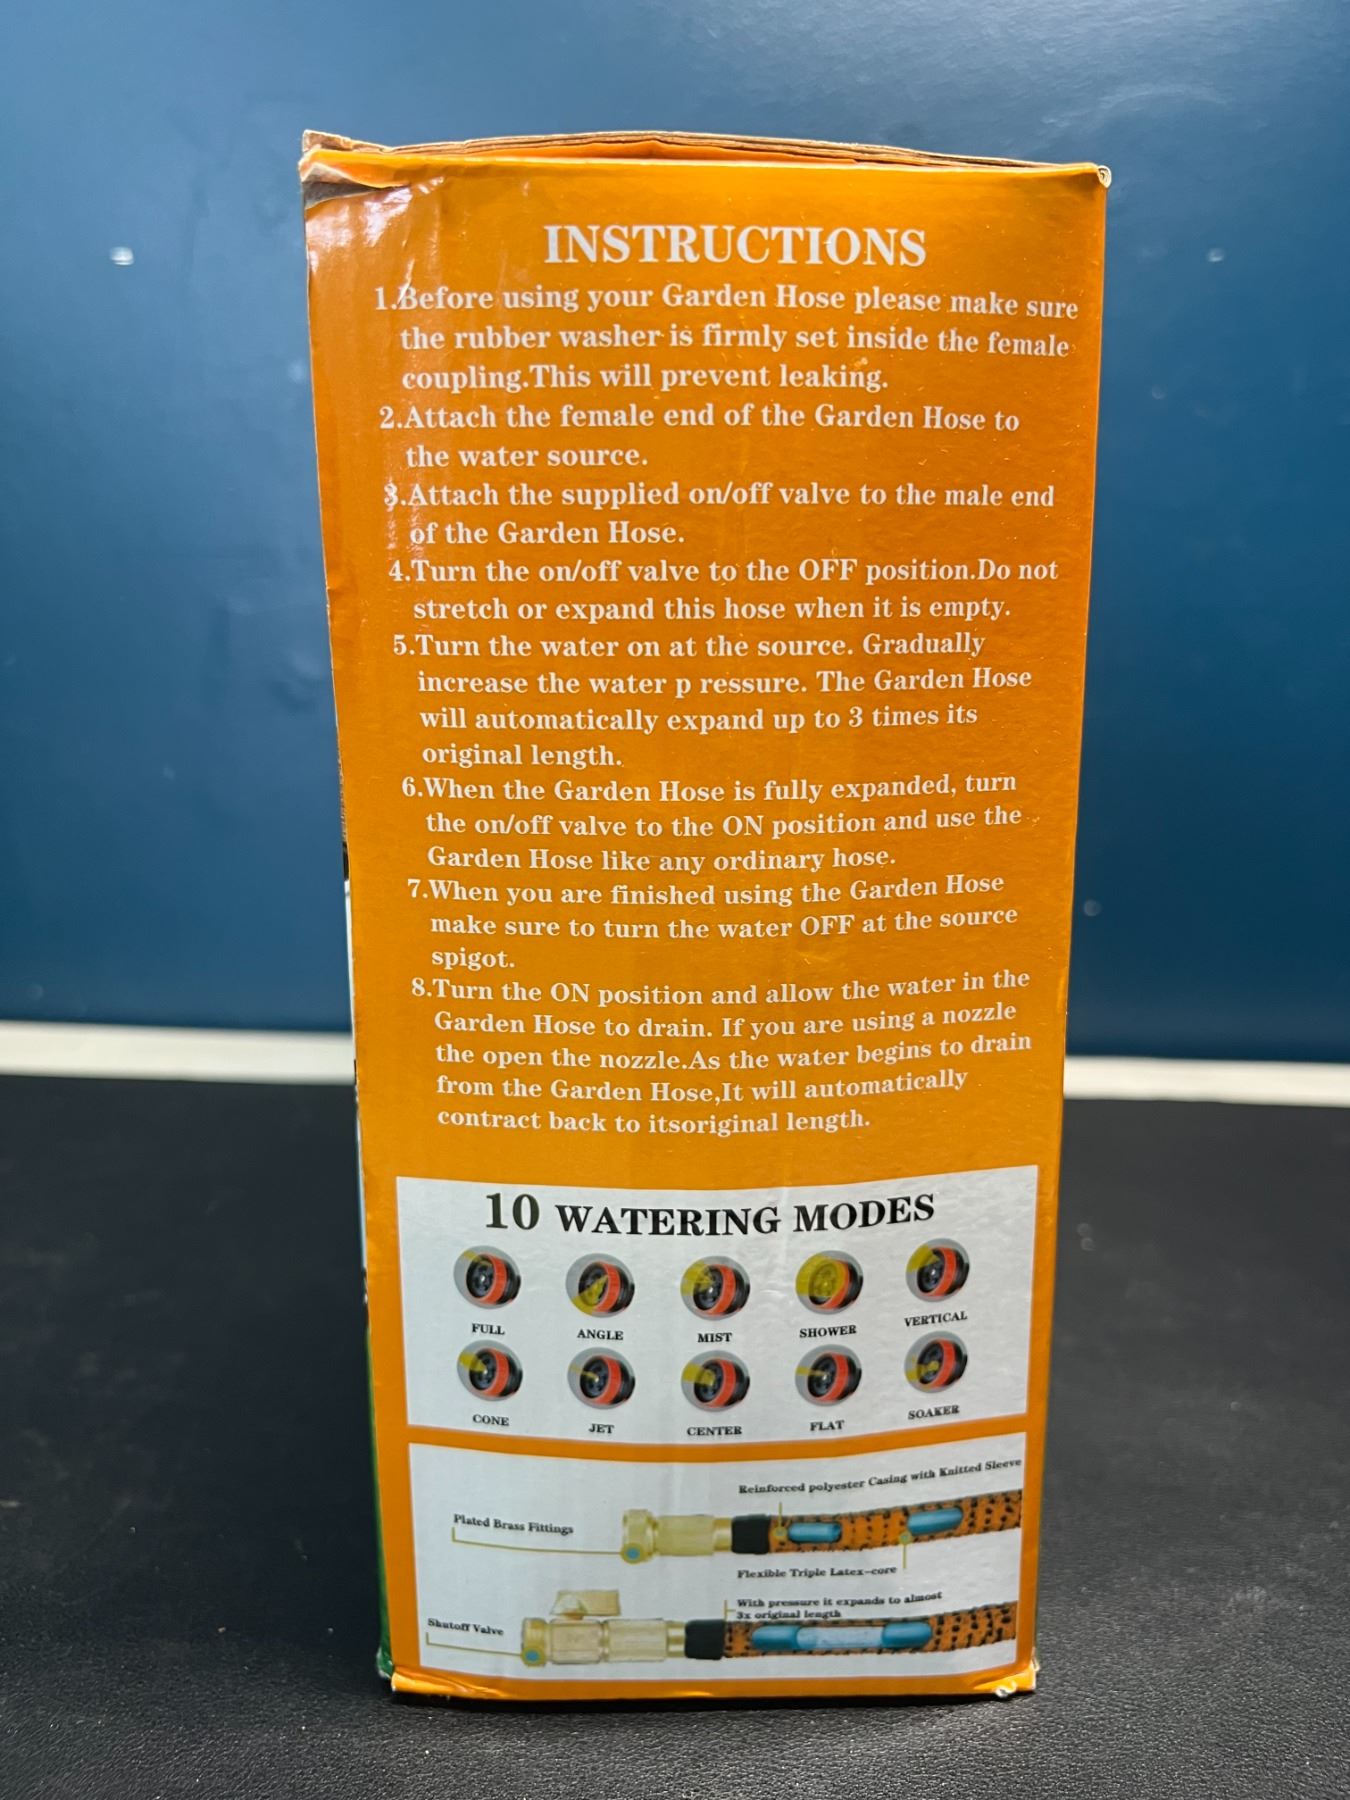 INSTRUCTIONS
1.Before using your Garden Hose please make sure
the rubber washer is firmly set inside the female
coupling.This will prevent leaking.
2.Attach the female end of the Garden Hose to
the water source.
3.Attach the supplied on/off valve to the male end
of the Garden Hose.
4.Turn the on/off valve to the OFF position.Do not
stretch or expand this hose when it is empty.
5.Turn the water on at the source. Gradually
increase the water p ressure. The Garden Hose
will automatically expand up to 3 times its
original length.
6.When the Garden Hose is fully expanded, turn
the on/off valve to the ON position and use the
Garden Hose like any ordinary hose.
7.When you are finished using the Garden Hose
make sure to turn the water OFF at the source
spigot.
8.Turn the ON position and allow the water in the
Garden Hose to drain. If you are using a nozzle
the open the nozzle.As the water begins to drain
from the Garden Hose,It will automatically
contract back to itsoriginal length.
10 WATERING MODES
FULL ANGLE MIST SHOWER VERTICAL
CONE JET CENTER FLAT SOAKER
Reinforced polyester Casing with Knitted Sleeve
Plated Brass Fittings
Flexible Triple Latex-core
With pressure it expands to almost
3x original length
Shutoff Valve